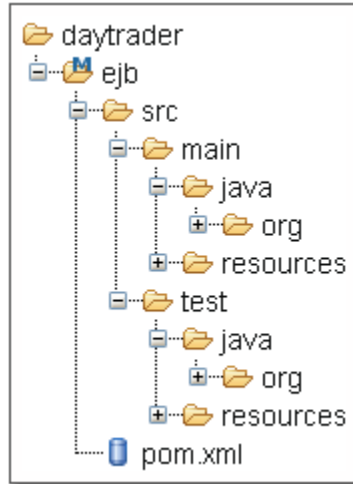 daytrader
ejb
src
main
java
org
resources
test
java
org
resources
pom.xml